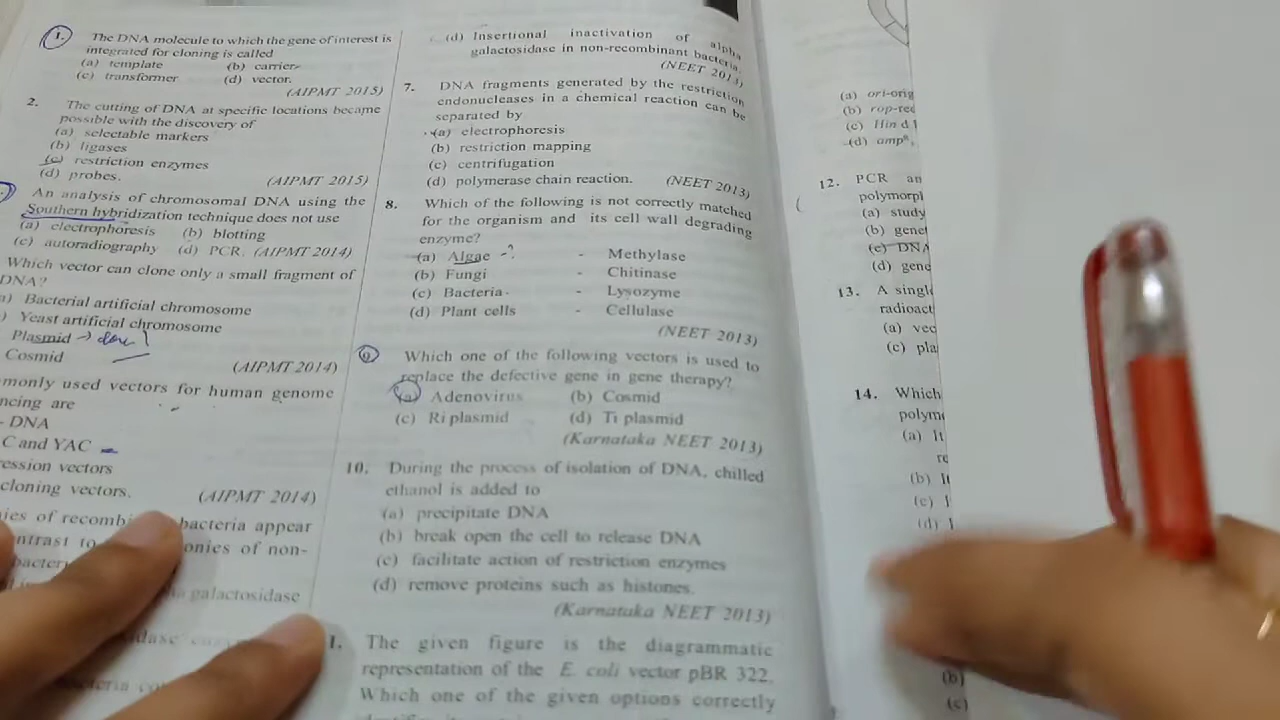 1. The DNA molecule to which the gene of interest is
integrated for cloning is called
(a) template (b) carrier
(c) transformer (d) vector.
(AIPMT 2015)
2. The cutting of DNA at specific locations became
possible with the discovery of
(a) selectable markers
(b) ligases
(c) restriction enzymes
(d) probes. (AIPMT 2015)
An analysis of chromosomal DNA using the
Southern hybridization technique does not use
(a) electrophoresis (b) blotting
(c) autoradiography (d) PCR. (AIPMT 2014)
Which vector can clone only a small fragment of
DNA?
a) Bacterial artificial chromosome
) Yeast artificial chromosome
Plasmid →
Cosmid (AIPMT 2014)
monly used vectors for human genome
ncing are
- DNA
C and YAC
ession vectors
cloning vectors. (AIPMT 2014)
ies of recombi bacteria appear
ntrast to onies of non-
bacter
galactosidase
(d) Insertional inactivation of alpha
galactosidase in non-recombinant bacteria.
(NEET 2013)
7. DNA fragments generated by the restriction
endonucleases in a chemical reaction can be
separated by
(a) electrophoresis
(b) restriction mapping
(c) centrifugation
(d) polymerase chain reaction. (NEET 2013)
8. Which of the following is not correctly matched
for the organism and its cell wall degrading
enzyme?
(a) Algae - ? - Methylase
(b) Fungi - Chitinase
(c) Bacteria - Lysozyme
(d) Plant cells - Cellulase
(NEET 2013)
9. Which one of the following vectors is used to
replace the defective gene in gene therapy?
(a) Adenovirus (b) Cosmid
(c) Ri plasmid (d) Ti plasmid
(Karnataka NEET 2013)
10. During the process of isolation of DNA, chilled
ethanol is added to
(a) precipitate DNA
(b) break open the cell to release DNA
(c) facilitate action of restriction enzymes
(d) remove proteins such as histones.
(Karnataka NEET 2013)
1. The given figure is the diagrammatic
representation of the E. coli vector pBR 322.
Which one of the given options correctly
(a) ori-orig
(b) rop-red
(c) Hind I
(d) ampR,
12. PCR an
polymorpl
(a) study
(b) gene
(c) DNA
(d) gene
13. A single
radioact
(a) vec
(c) pla
14. Which
polym
(a) It
re
(b) It
(c) I
(d) I
(b)
(c)